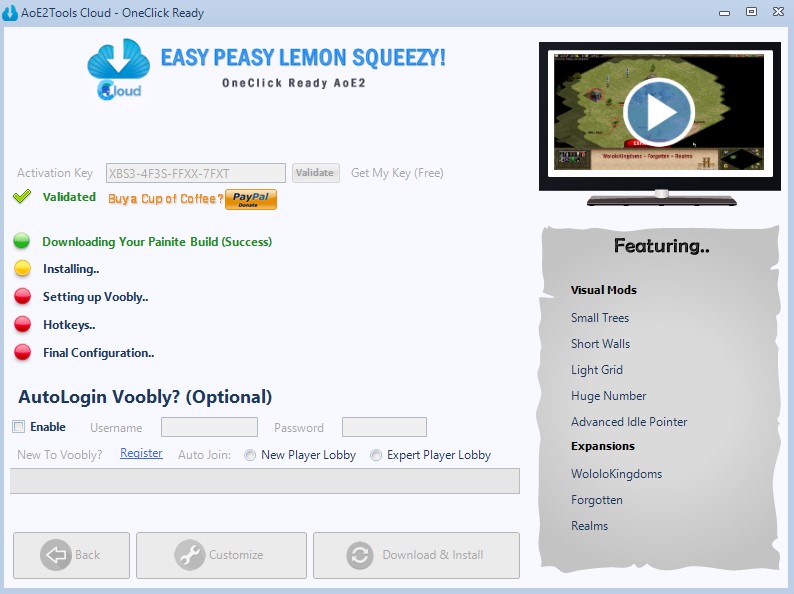 AoE2Tools Cloud - OneClick Ready
EASY PEASY LEMON SQUEEZY!
OneClick Ready AoE2
Cloud
Activation Key XBS3-4F3S-FFXX-7FXT Validate Get My Key (Free)
Validated Buy a Cup of Coffee? PayPal
Donate
Downloading Your Painite Build (Success)
Installing..
Setting up Voobly..
Hotkeys..
Final Configuration..
AutoLogin Voobly? (Optional)
Enable Username Password
New To Voobly? Register Auto Join: New Player Lobby Expert Player Lobby
Back Customize Download & Install
WololoKingdoms - Forgotten - Realms
Featuring..
Visual Mods
Small Trees
Short Walls
Light Grid
Huge Number
Advanced Idle Pointer
Expansions
WololoKingdoms
Forgotten
Realms